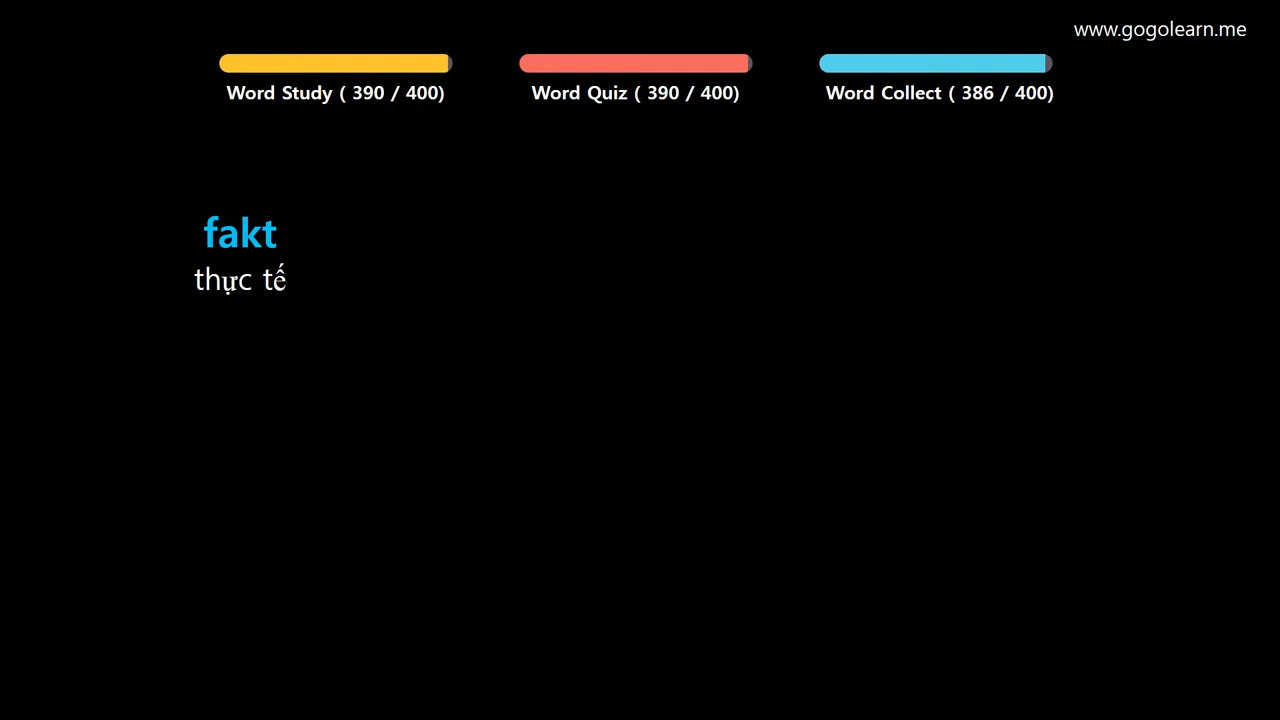 www.gogolearn.me
Word Study ( 390 / 400)
Word Quiz ( 390 / 400)
Word Collect ( 386 / 400)
fakt
thực tế